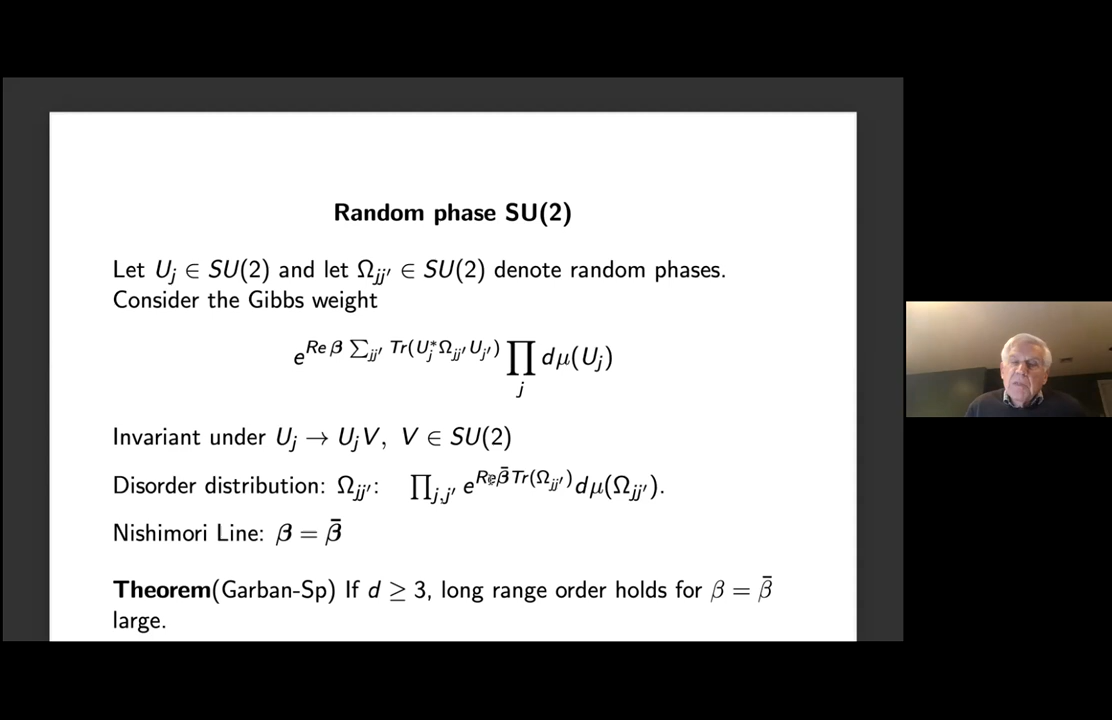 Random phase SU(2)
Let U_j ∈ SU(2) and let Ω_{jj'} ∈ SU(2) denote random phases.
Consider the Gibbs weight
e^{Re β ∑_{jj'} Tr(U_j^* Ω_{jj'} U_{j'})} ∏_j dμ(U_j)
Invariant under U_j → U_j V, V ∈ SU(2)
Disorder distribution: Ω_{jj'}: ∏_{j,j'} e^{Re β̄ Tr(Ω_{jj'})} dμ(Ω_{jj'}).
Nishimori Line: β = β̄
Theorem(Garban-Sp) If d ≥ 3, long range order holds for β = β̄
large.